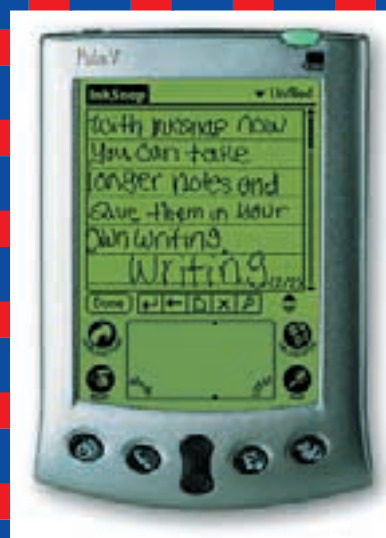 Palm V
InkSnap
Unfiled
With InkSnap now
You can take
longer notes and
Save them in your
Own writing.
Writing
Done